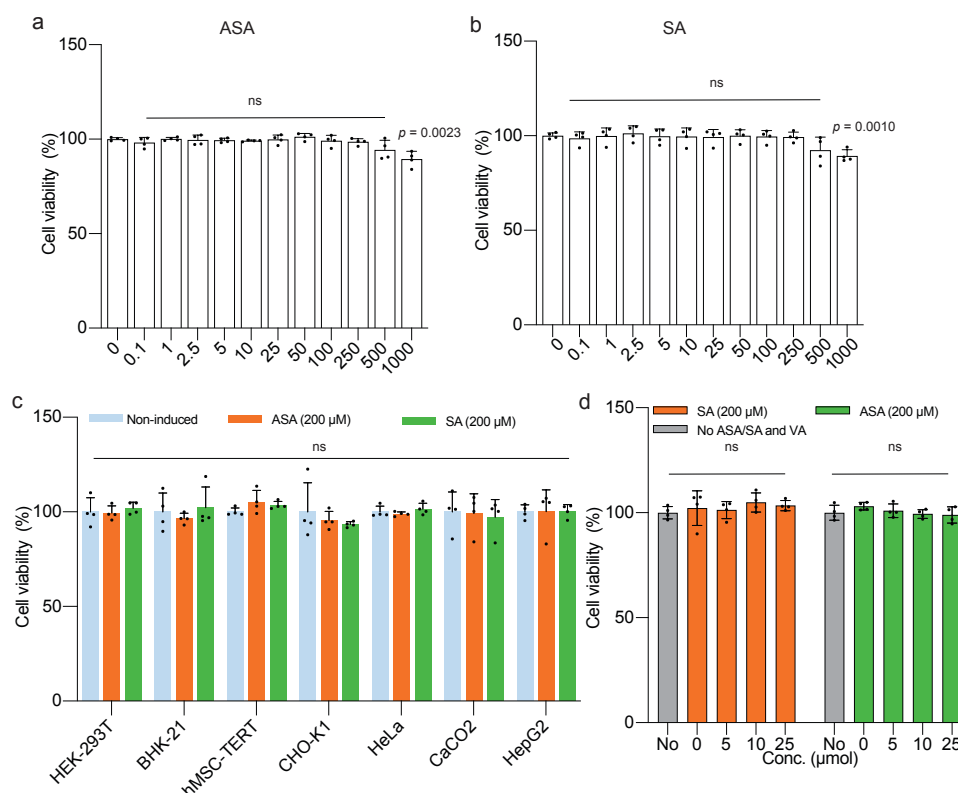 a
ASA
150
100
50
0
Cell viability (%)
ns
p = 0.0023
0 0.1 1 2.5 5 10 25 50 100 250 500 1000
b
SA
150
100
50
0
Cell viability (%)
ns
p = 0.0010
0 0.1 1 2.5 5 10 25 50 100 250 500 1000
c
Non-induced ASA (200 µM) SA (200 µM)
150
100
50
0
Cell viability (%)
ns
HEK-293T BHK-21 hMSC-TERT CHO-K1 HeLa CaCO2 HepG2
d
SA (200 µM) ASA (200 µM)
No ASA/SA and VA
150
100
50
0
Cell viability (%)
ns ns
No 0 5 10 25 No 0 5 10 25
Conc. (µmol)